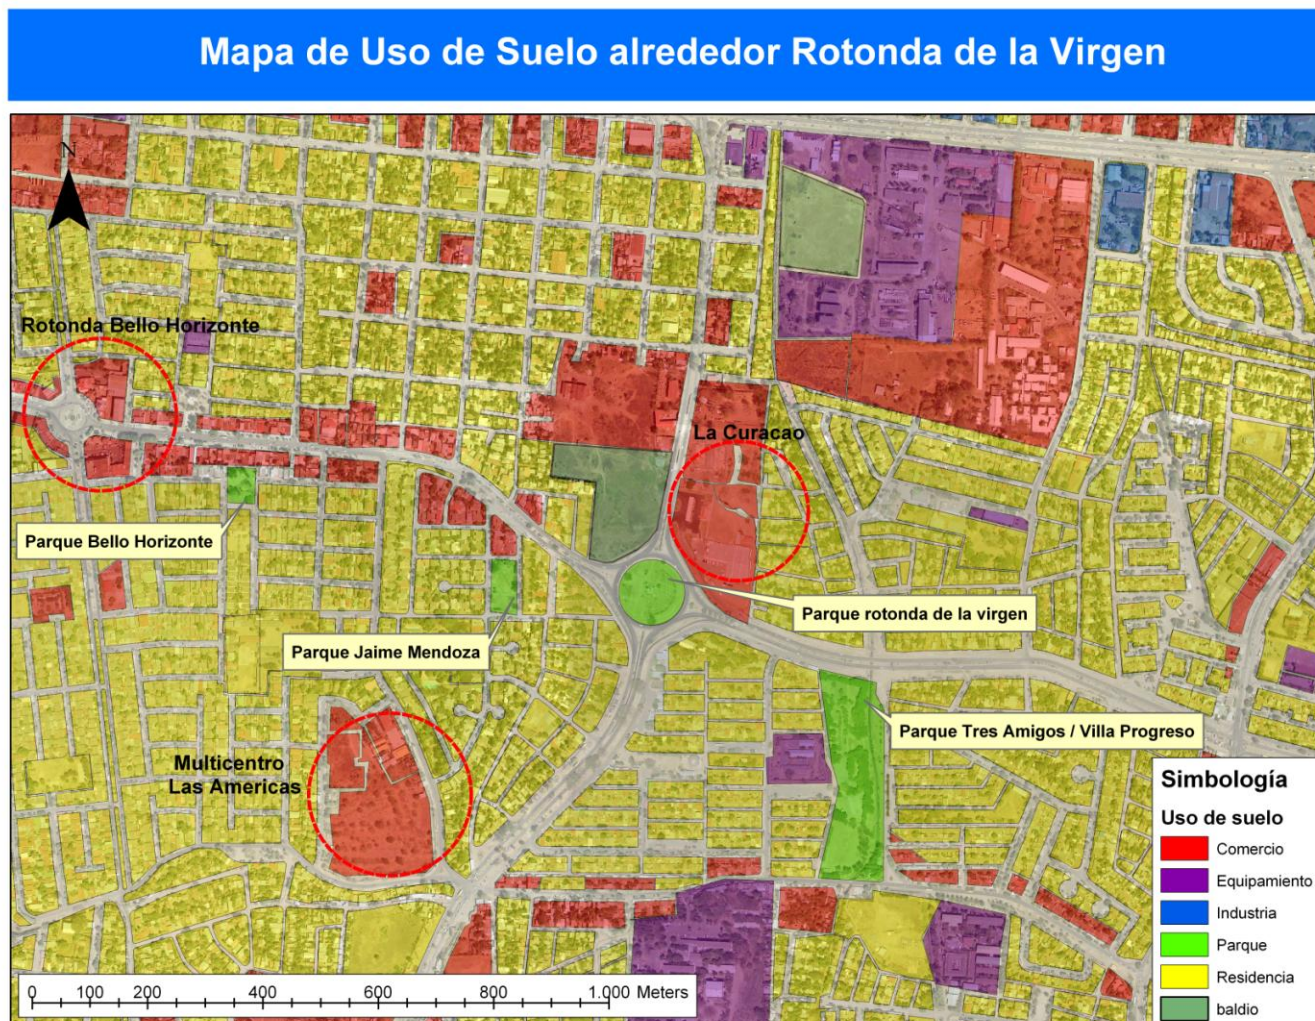 Mapa de Uso de Suelo alrededor Rotonda de la Virgen
N
Rotonda Bello Horizonte
La Curacao
Parque Bello Horizonte
Parque rotonda de la virgen
Parque Jaime Mendoza
Parque Tres Amigos / Villa Progreso
Multicentro
Las Americas
Simbología
Uso de suelo
Comercio
Equipamiento
Industria
Parque
Residencia
baldio
0 100 200 400 600 800 1.000 Meters